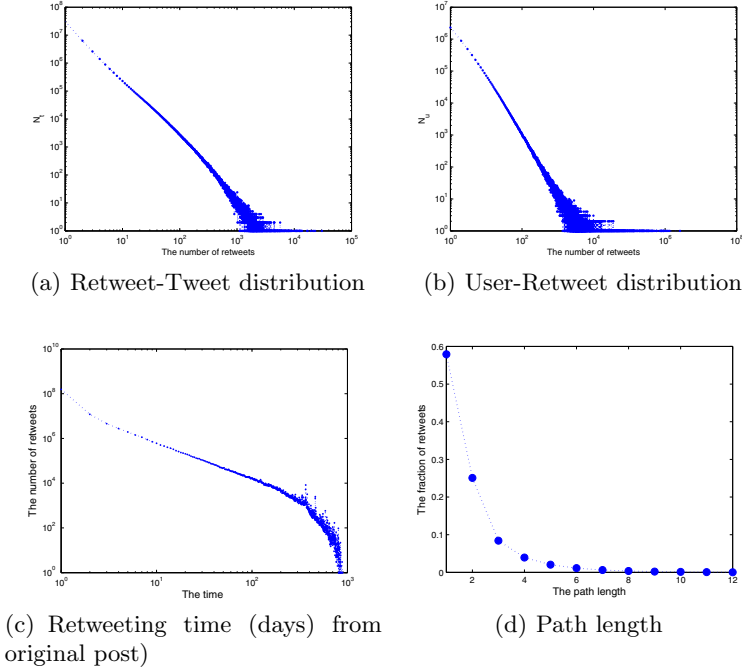 10^8
10^7
10^6
10^5
10^4
10^3
10^2
10^1
10^0
N_t
10^0 10^1 10^2 10^3 10^4 10^5
The number of retweets
(a) Retweet-Tweet distribution
10^7
10^6
10^5
10^4
10^3
10^2
10^1
10^0
N_u
10^0 10^2 10^4 10^6 10^8
The number of retweets
(b) User-Retweet distribution
10^10
10^8
10^6
10^4
10^2
10^0
The number of retweets
10^0 10^1 10^2 10^3
The time
(c) Retweeting time (days) from
original post)
0.6
0.5
0.4
0.3
0.2
0.1
0
The fraction of retweets
2 4 6 8 10 12
The path length
(d) Path length